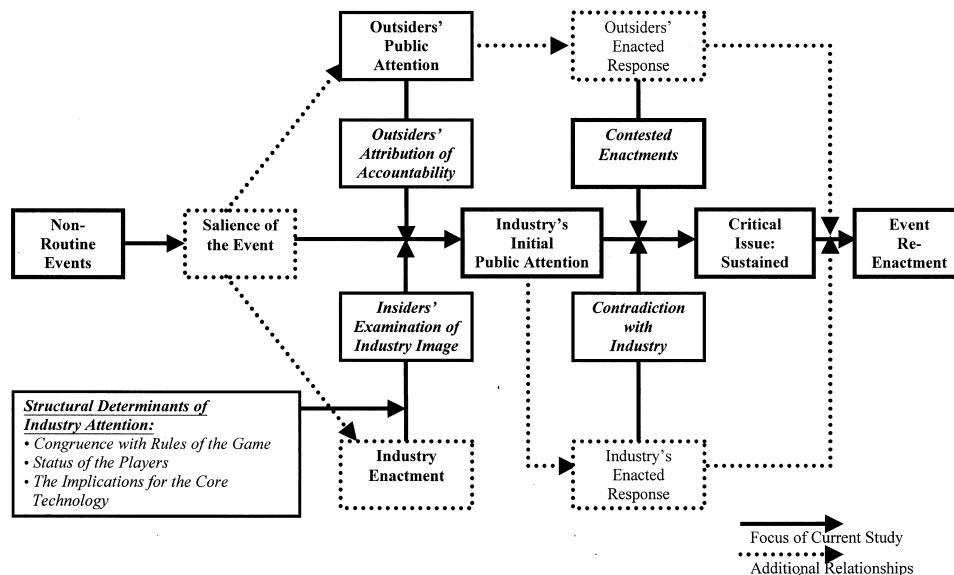 Outsiders’
Public
Attention
Outsiders’
Enacted
Response
Outsiders’
Attribution of
Accountability
Contested
Enactments
Non-
Routine
Events
Salience of
the Event
Industry’s
Initial
Public Attention
Critical
Issue:
Sustained
Event
Re-
Enactment
Insiders’
Examination of
Industry Image
Contradiction
with
Industry
Structural Determinants of
Industry Attention:
• Congruence with Rules of the Game
• Status of the Players
• The Implications for the Core
Technology
Industry
Enactment
Industry’s
Enacted
Response
Focus of Current Study
Additional Relationships